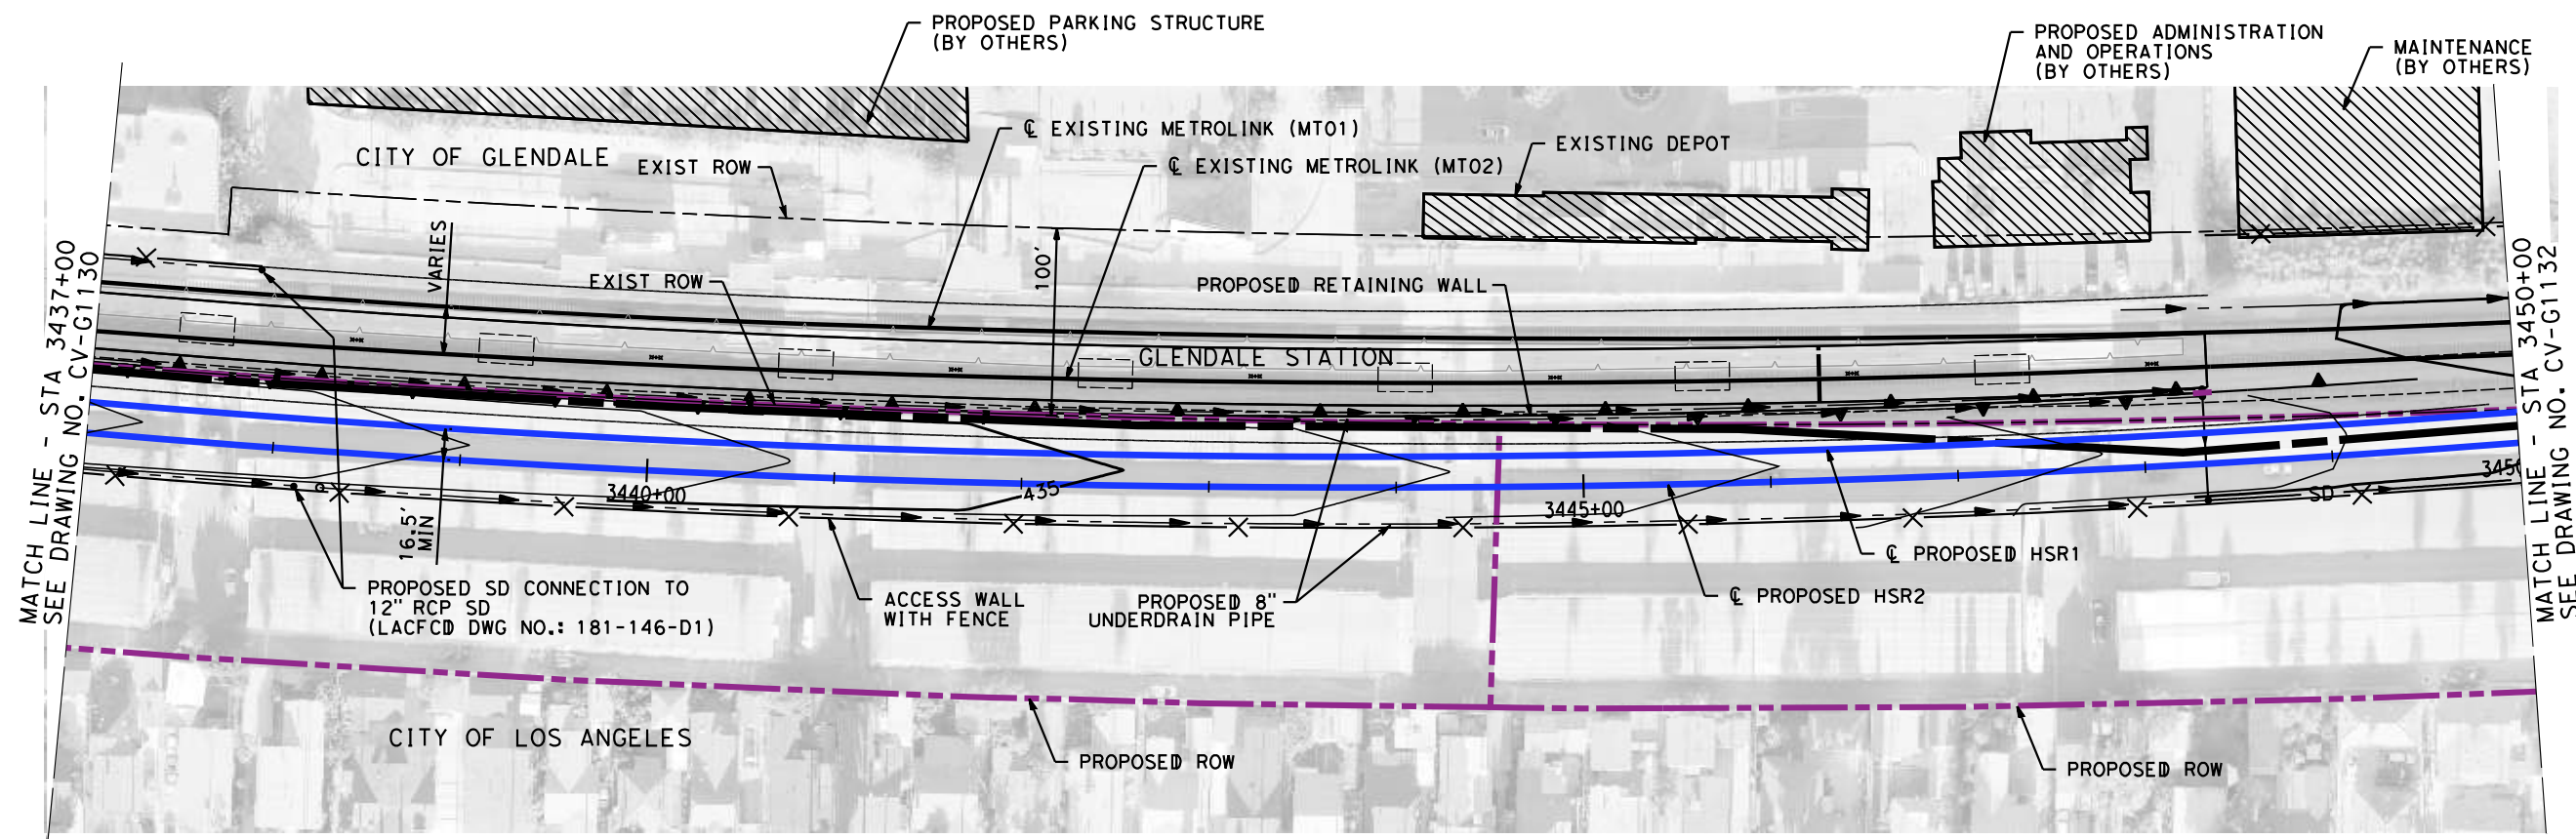 PROPOSED PARKING STRUCTURE
(BY OTHERS)
PROPOSED ADMINISTRATION
AND OPERATIONS
(BY OTHERS)
MAINTENANCE
(BY OTHERS)
℄ EXISTING METROLINK (MT01)
CITY OF GLENDALE
EXIST ROW
℄ EXISTING METROLINK (MT02)
EXISTING DEPOT
MATCH LINE - STA 3437+00
SEE DRAWING NO. CV-G1130
VARIES
EXIST ROW
100'
PROPOSED RETAINING WALL
GLENDALE STATION
MATCH LINE - STA 3450+00
SEE DRAWING NO. CV-G1132
3440+00
435
3445+00
SD
345
16.5'
MIN
℄ PROPOSED HSR1
℄ PROPOSED HSR2
PROPOSED SD CONNECTION TO
12" RCP SD
(LACFCD DWG NO.: 181-146-D1)
ACCESS WALL
WITH FENCE
PROPOSED 8"
UNDERDRAIN PIPE
CITY OF LOS ANGELES
PROPOSED ROW
PROPOSED ROW